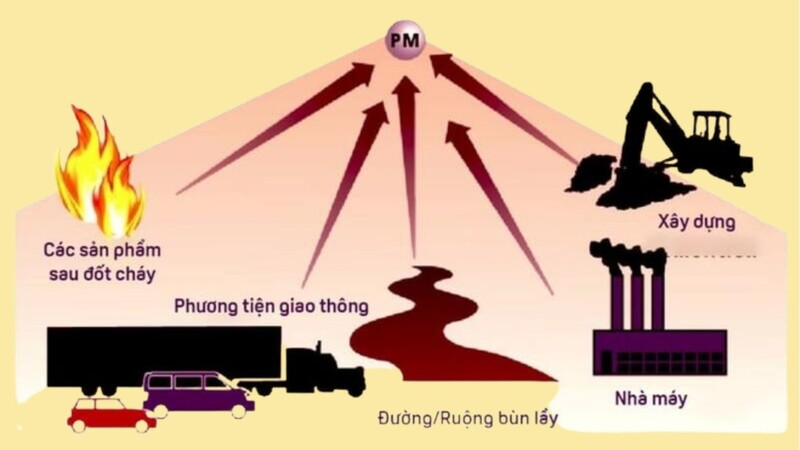 PM
Các sản phẩm
sau đốt cháy
Xây dựng
Phương tiện giao thông
Nhà máy
Đường/Ruộng bùn lầy